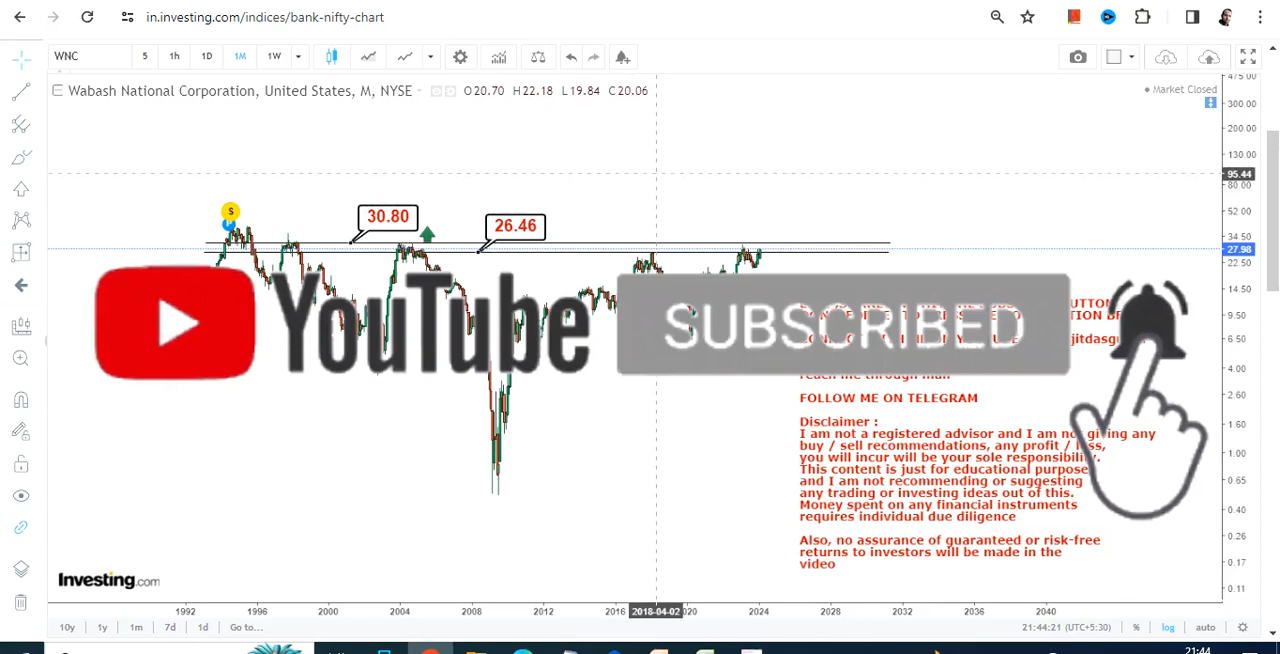 in.investing.com/indices/bank-nifty-chart
WNC 5 1h 1D 1M 1W
Wabash National Corporation, United States, M, NYSE O20.70 H22.18 L19.84 C20.06
Market Closed
475.00
300.00
200.00
130.00
95.44
80.00
52.00
34.50
27.98
22.50
14.50
9.50
6.50
4.00
2.60
1.60
1.00
0.65
0.40
0.26
0.17
0.11
S
30.80
26.46
YouTube
SUBSCRIBED
FOLLOW ME ON TELEGRAM
Disclaimer :
I am not a registered advisor and I am not giving any
buy / sell recommendations, any profit / loss,
you will incur will be your sole responsibility.
This content is just for educational purpose
and I am not recommending or suggesting
any trading or investing ideas out of this.
Money spent on any financial instruments
requires individual due diligence
Also, no assurance of guaranteed or risk-free
returns to investors will be made in the
video
Investing.com
1992 1996 2000 2004 2008 2012 2016 2018-04-02 2024 2028 2032 2036 2040
10y 1y 1m 7d 1d Go to... 21:44:21 (UTC+5:30) % log auto
21:44